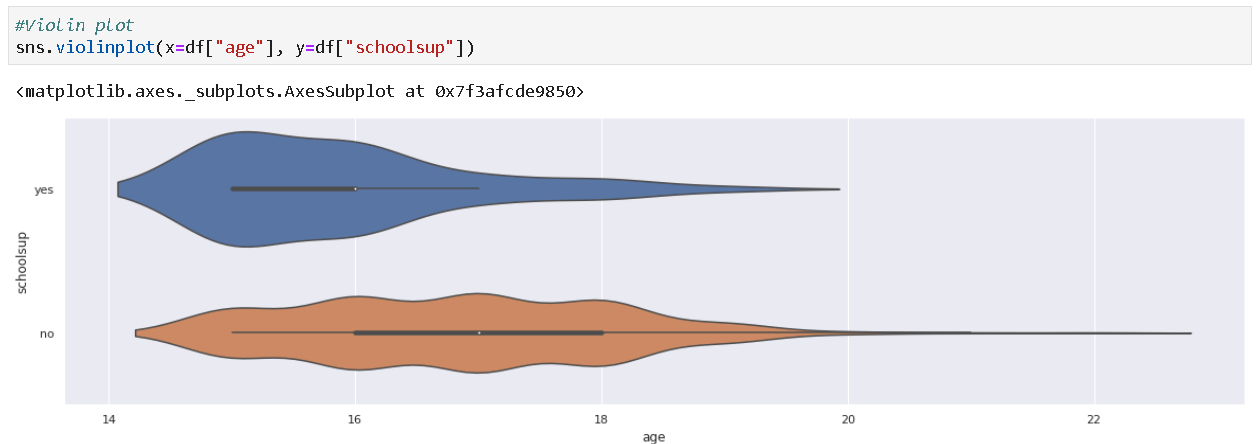 #Violin plot
sns.violinplot(x=df["age"], y=df["schoolsup"])
<matplotlib.axes._subplots.AxesSubplot at 0x7f3afcde9850>
yes
schoolsup
no
14 16 18 20 22
age